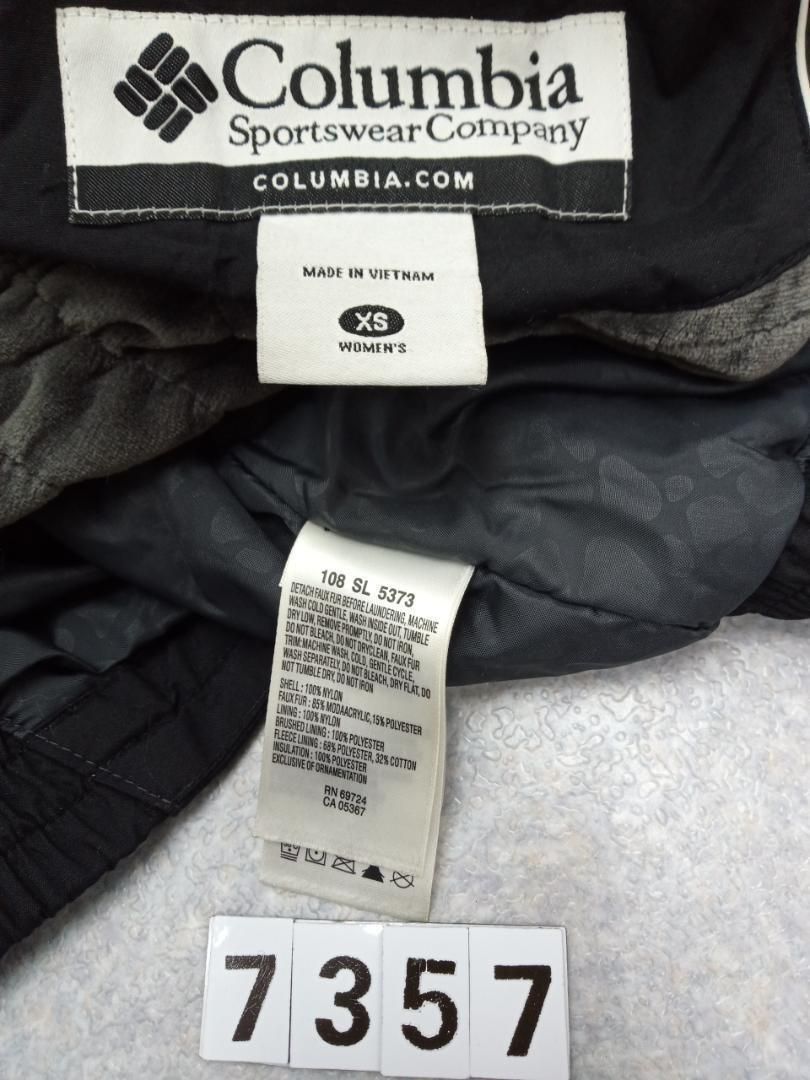 Columbia
Sportswear Company
COLUMBIA.COM
MADE IN VIETNAM
XS
WOMEN'S
108 SL 5373
DETACH FAUX FUR BEFORE LAUNDERING, MACHINE
WASH COLD GENTLE, WASH INSIDE OUT, TUMBLE
DRY LOW, REMOVE PROMPTLY, DO NOT IRON,
DO NOT BLEACH. DO NOT DRYCLEAN. FAUX FUR
TRIM: MACHINE WASH, COLD, GENTLE CYCLE,
WASH SEPARATELY, DO NOT BLEACH, DRY FLAT, DO
NOT TUMBLE DRY, DO NOT IRON
SHELL : 100% NYLON
FAUX FUR : 85% MODAACRYLIC, 15% POLYESTER
LINING : 100% NYLON
BRUSHED LINING : 100% POLYESTER
FLEECE LINING : 68% POLYESTER, 32% COTTON
INSULATION : 100% POLYESTER
EXCLUSIVE OF ORNAMENTATION
RN 69724
CA 05367
7357